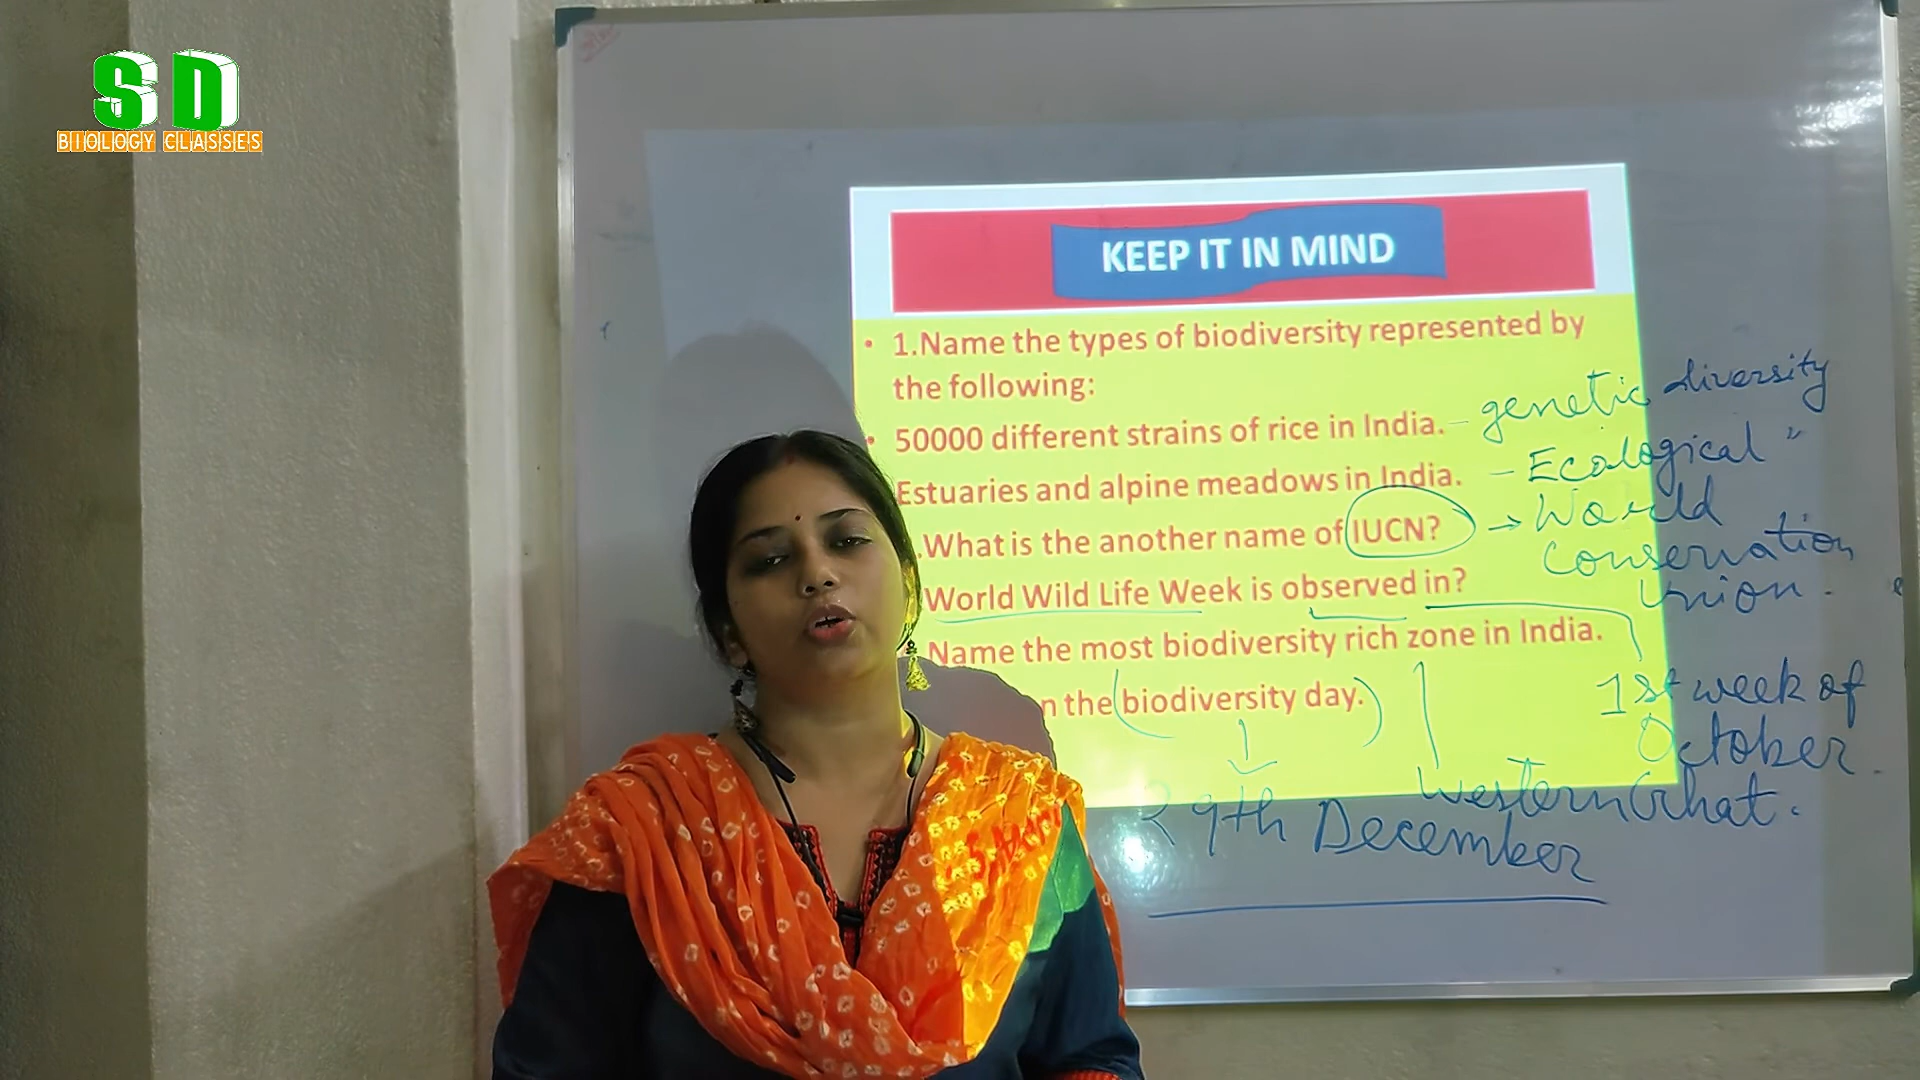 SD
BIOLOGY CLASSES
KEEP IT IN MIND
• 1.Name the types of biodiversity represented by
the following:
• 50000 different strains of rice in India. - genetic diversity
Estuaries and alpine meadows in India. - Ecological "
.What is the another name of IUCN? → World
Conservation
Union.
World Wild Life Week is observed in?
Name the most biodiversity rich zone in India.
n the (biodiversity day.)
1st week of
October.
Western Ghat.
29th December